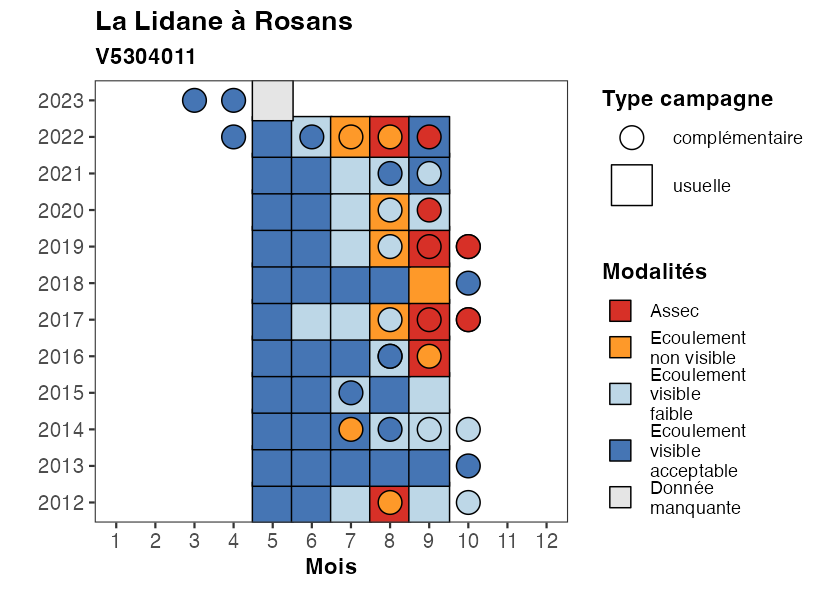 La Lidane à Rosans
V5304011
2023
2022
2021
2020
2019
2018
2017
2016
2015
2014
2013
2012
1 2 3 4 5 6 7 8 9 10 11 12
Mois
Type campagne
complémentaire
usuelle
Modalités
Assec
Ecoulement
non visible
Ecoulement
visible
faible
Ecoulement
visible
acceptable
Donnée
manquante